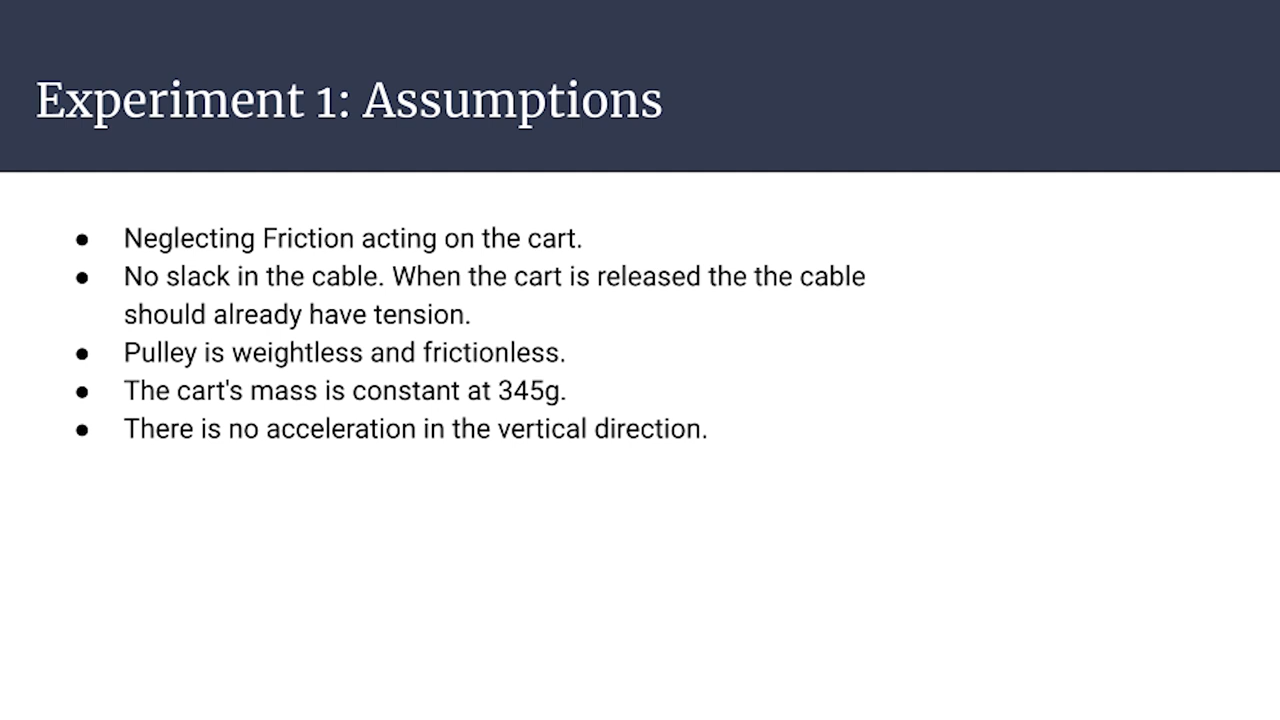 Experiment 1: Assumptions
● Neglecting Friction acting on the cart.
● No slack in the cable. When the cart is released the the cable
should already have tension.
● Pulley is weightless and frictionless.
● The cart's mass is constant at 345g.
● There is no acceleration in the vertical direction.